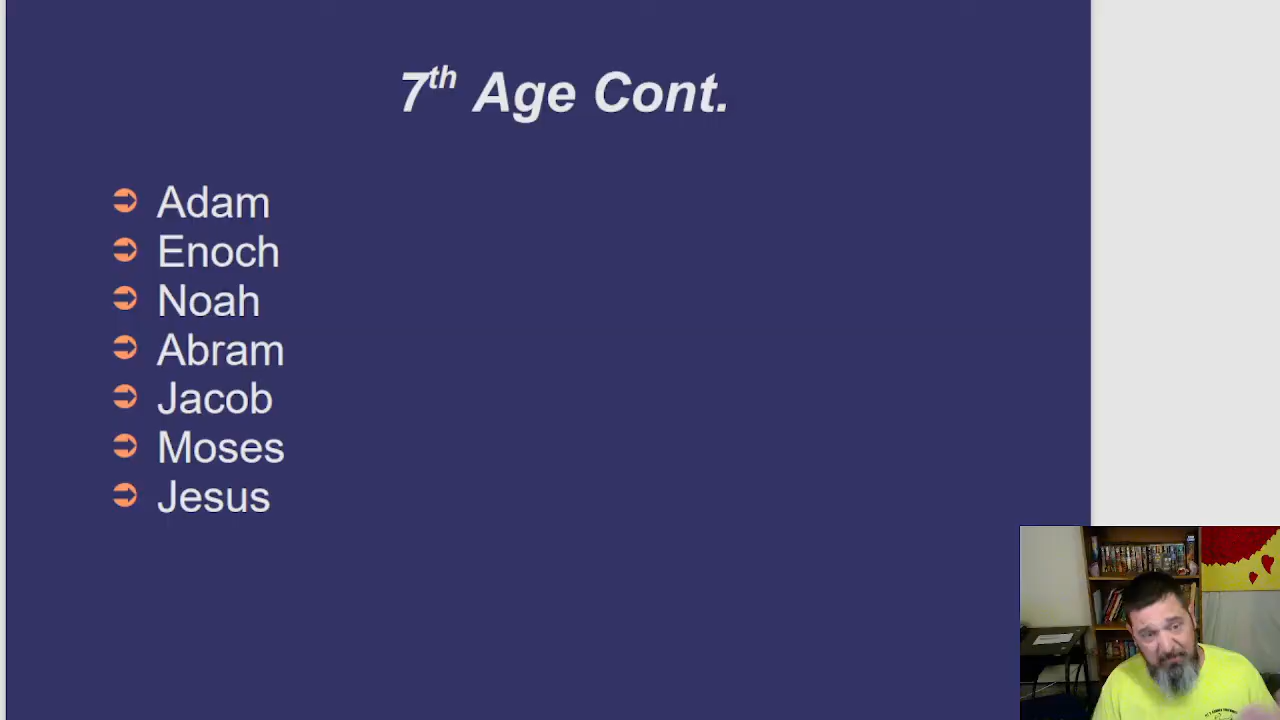 7th Age Cont.
Adam
Enoch
Noah
Abram
Jacob
Moses
Jesus